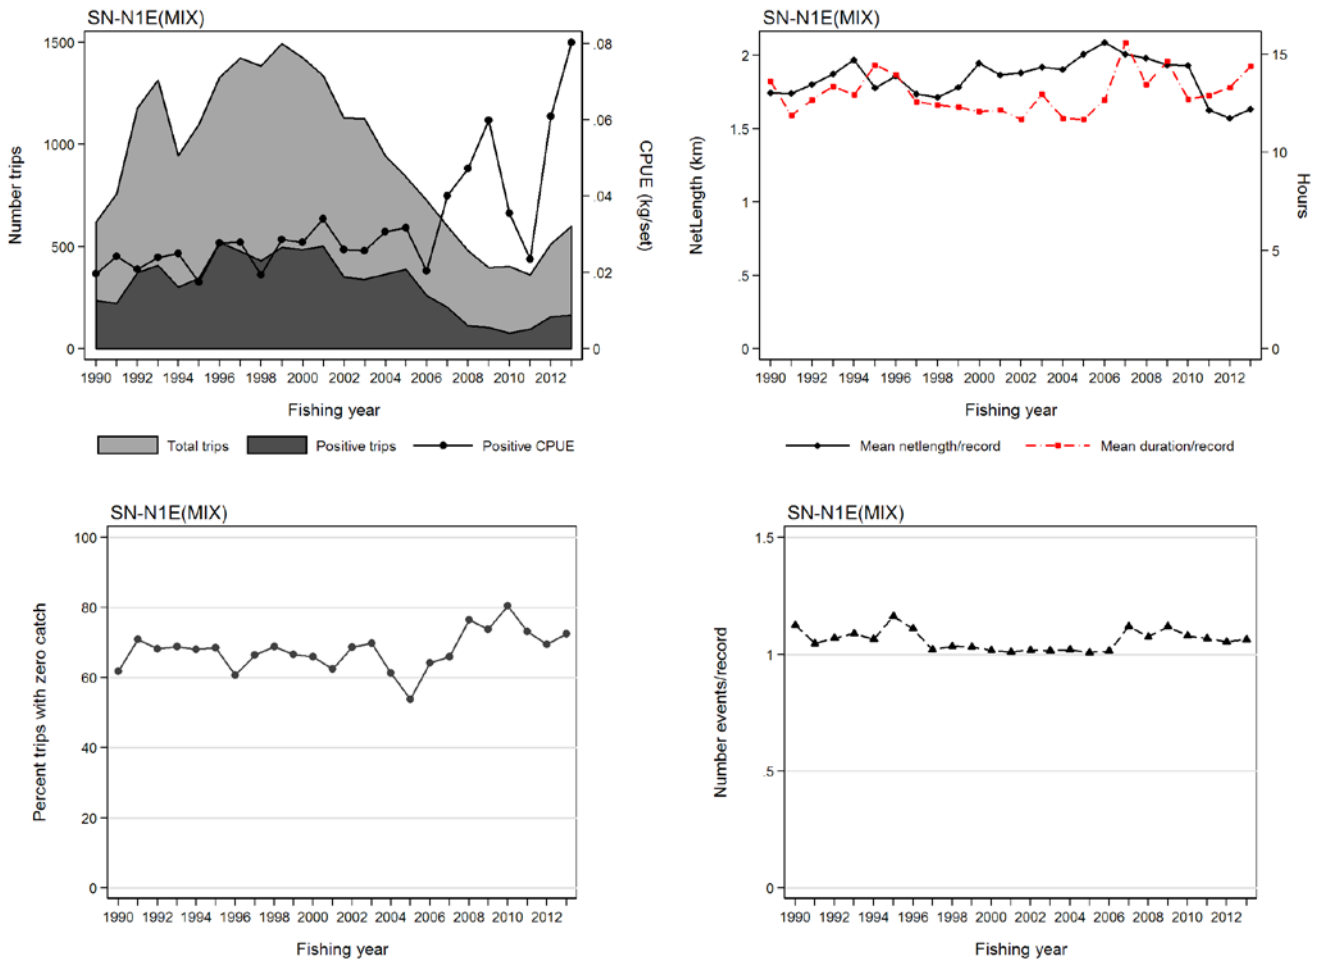 SN-N1E(MIX)
1500
1000
500
0
Number trips
.08
.06
.04
.02
0
CPUE (kg/set)
1990 1992 1994 1996 1998 2000 2002 2004 2006 2008 2010 2012
Fishing year
Total trips Positive trips Positive CPUE
SN-N1E(MIX)
2
1.5
1
.5
0
NetLength (km)
15
10
5
0
Hours
1990 1992 1994 1996 1998 2000 2002 2004 2006 2008 2010 2012
Fishing year
Mean netlength/record Mean duration/record
SN-N1E(MIX)
100
80
60
40
20
0
Percent trips with zero catch
1990 1992 1994 1996 1998 2000 2002 2004 2006 2008 2010 2012
Fishing year
SN-N1E(MIX)
1.5
1
.5
0
Number events/record
1990 1992 1994 1996 1998 2000 2002 2004 2006 2008 2010 2012
Fishing year